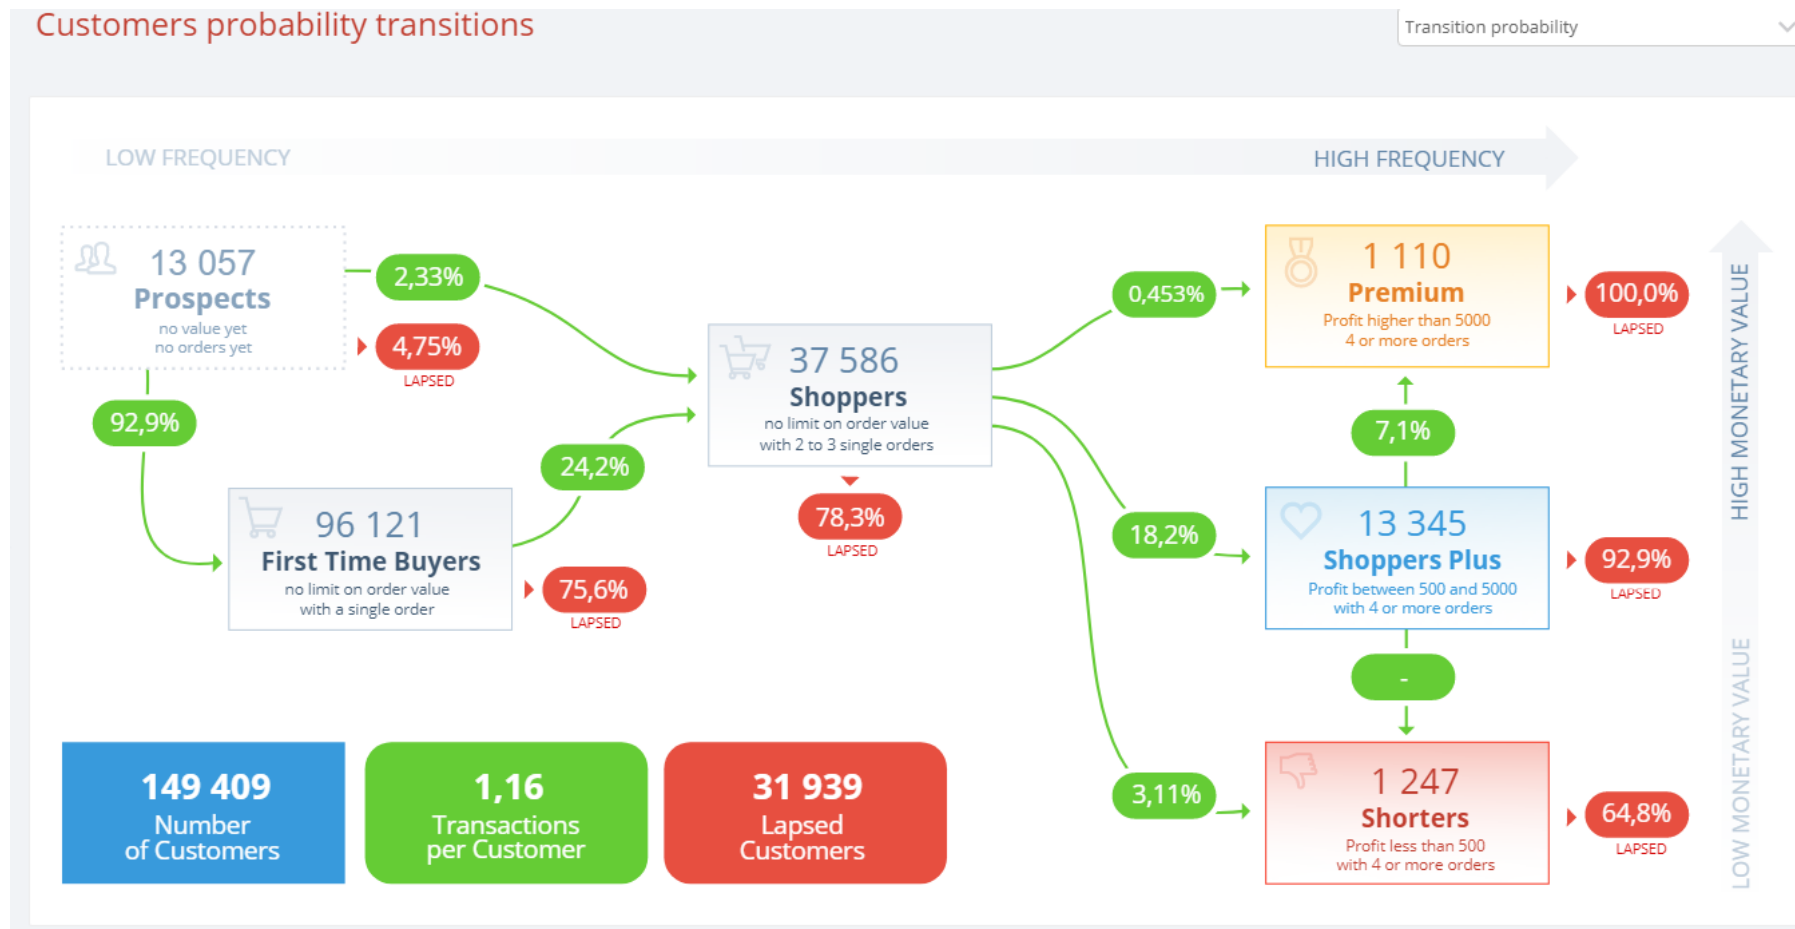 Customers probability transitions
Transition probability
LOW FREQUENCY
HIGH FREQUENCY
13 057
Prospects
no value yet
no orders yet
2,33%
4,75%
LAPSED
92,9%
96 121
First Time Buyers
no limit on order value
with a single order
24,2%
75,6%
LAPSED
37 586
Shoppers
no limit on order value
with 2 to 3 single orders
78,3%
LAPSED
0,453%
18,2%
3,11%
1 110
Premium
Profit higher than 5000
4 or more orders
100,0%
LAPSED
7,1%
13 345
Shoppers Plus
Profit between 500 and 5000
with 4 or more orders
92,9%
LAPSED
-
1 247
Shorters
Profit less than 500
with 4 or more orders
64,8%
LAPSED
HIGH MONETARY VALUE
LOW MONETARY VALUE
149 409
Number
of Customers
1,16
Transactions
per Customer
31 939
Lapsed
Customers